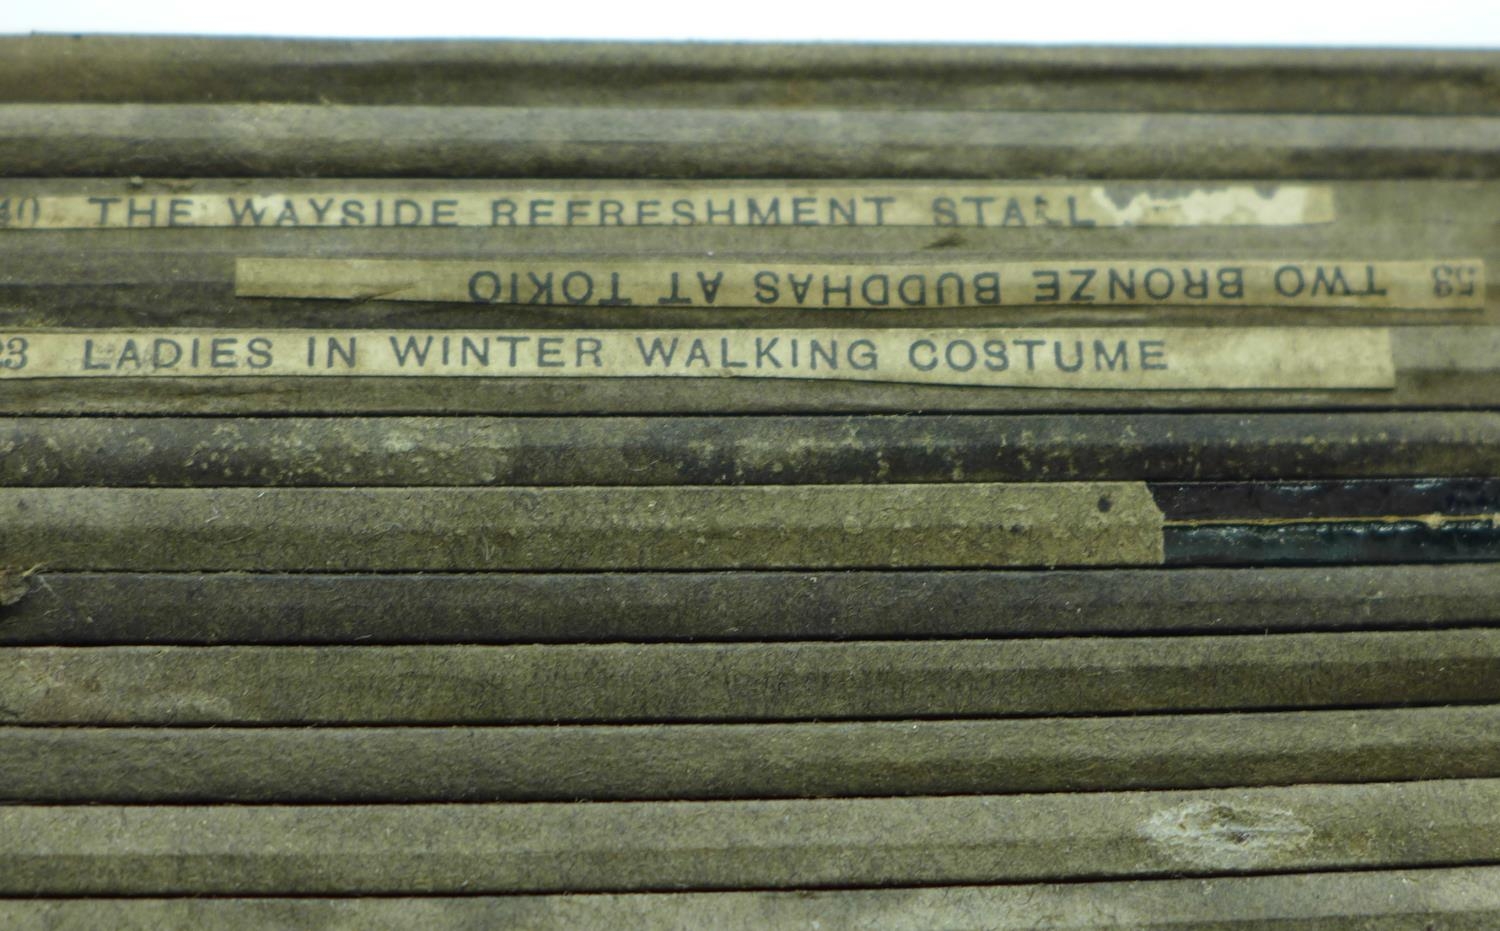 40 THE WAYSIDE REFRESHMENT STALL
53 TWO BRONZE BUDDHAS AT TOKIO
23 LADIES IN WINTER WALKING COSTUME